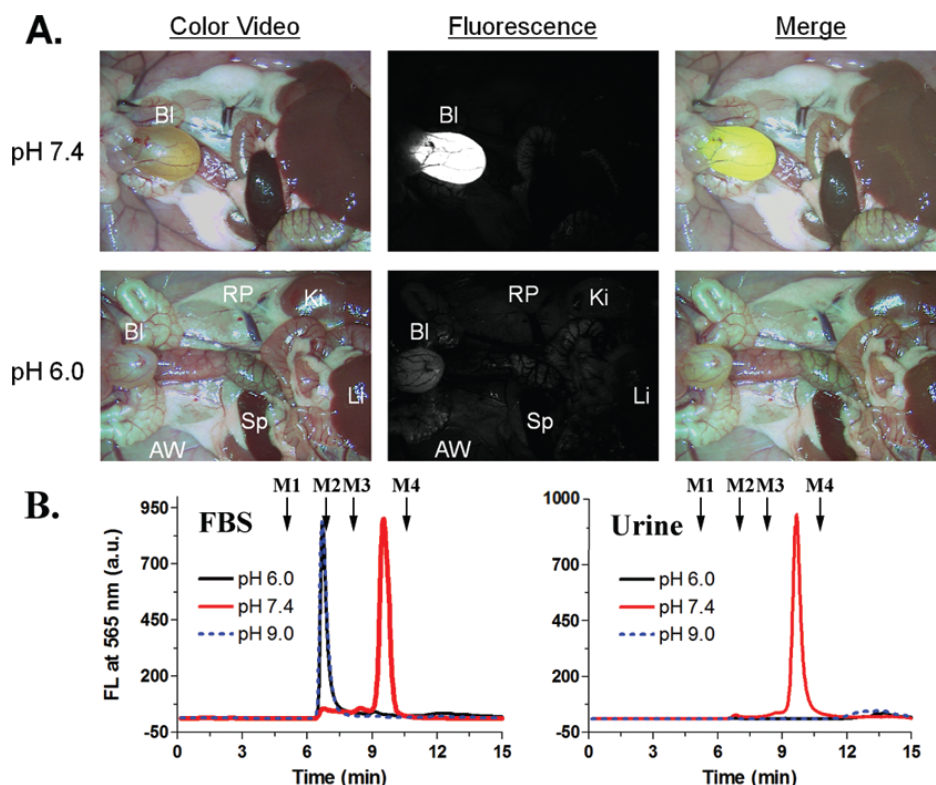 A.
Color Video Fluorescence Merge
pH 7.4
Bl
Bl
pH 6.0
Bl
RP
Ki
Li
Sp
AW
Bl
RP
Ki
Li
Sp
AW
B.
M1 M2 M3 M4
FBS
FL at 565 nm (a.u.)
950
700
450
200
-50
pH 6.0
pH 7.4
pH 9.0
0 3 6 9 12 15
Time (min)
M1 M2 M3 M4
Urine
1000
700
450
200
-50
pH 6.0
pH 7.4
pH 9.0
0 3 6 9 12 15
Time (min)